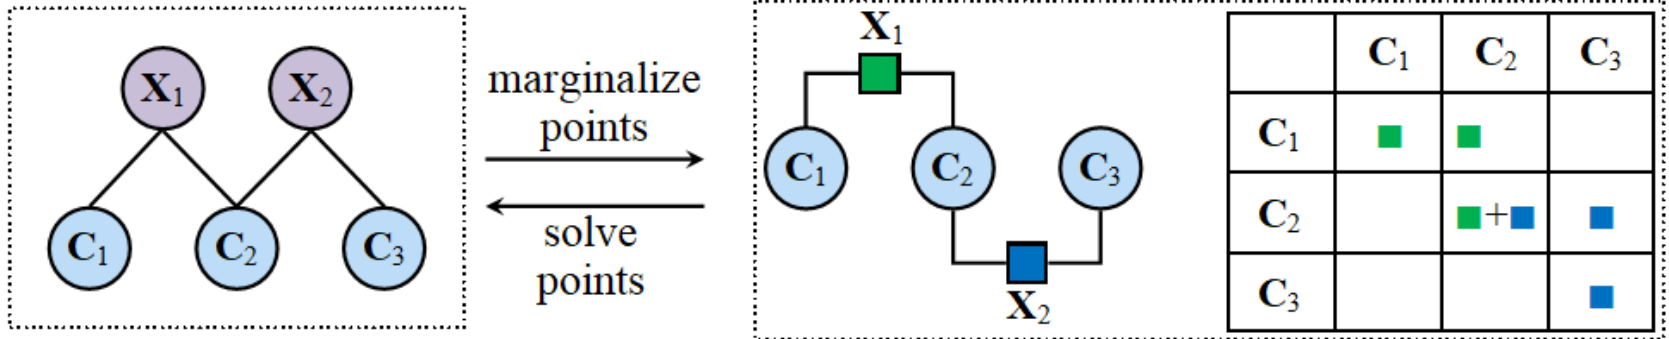 X₁ X₂
C₁ C₂ C₃
marginalize
points
solve
points
X₁
C₁ C₂ C₃
X₂
C₁ C₂ C₃
C₁
C₂ +
C₃